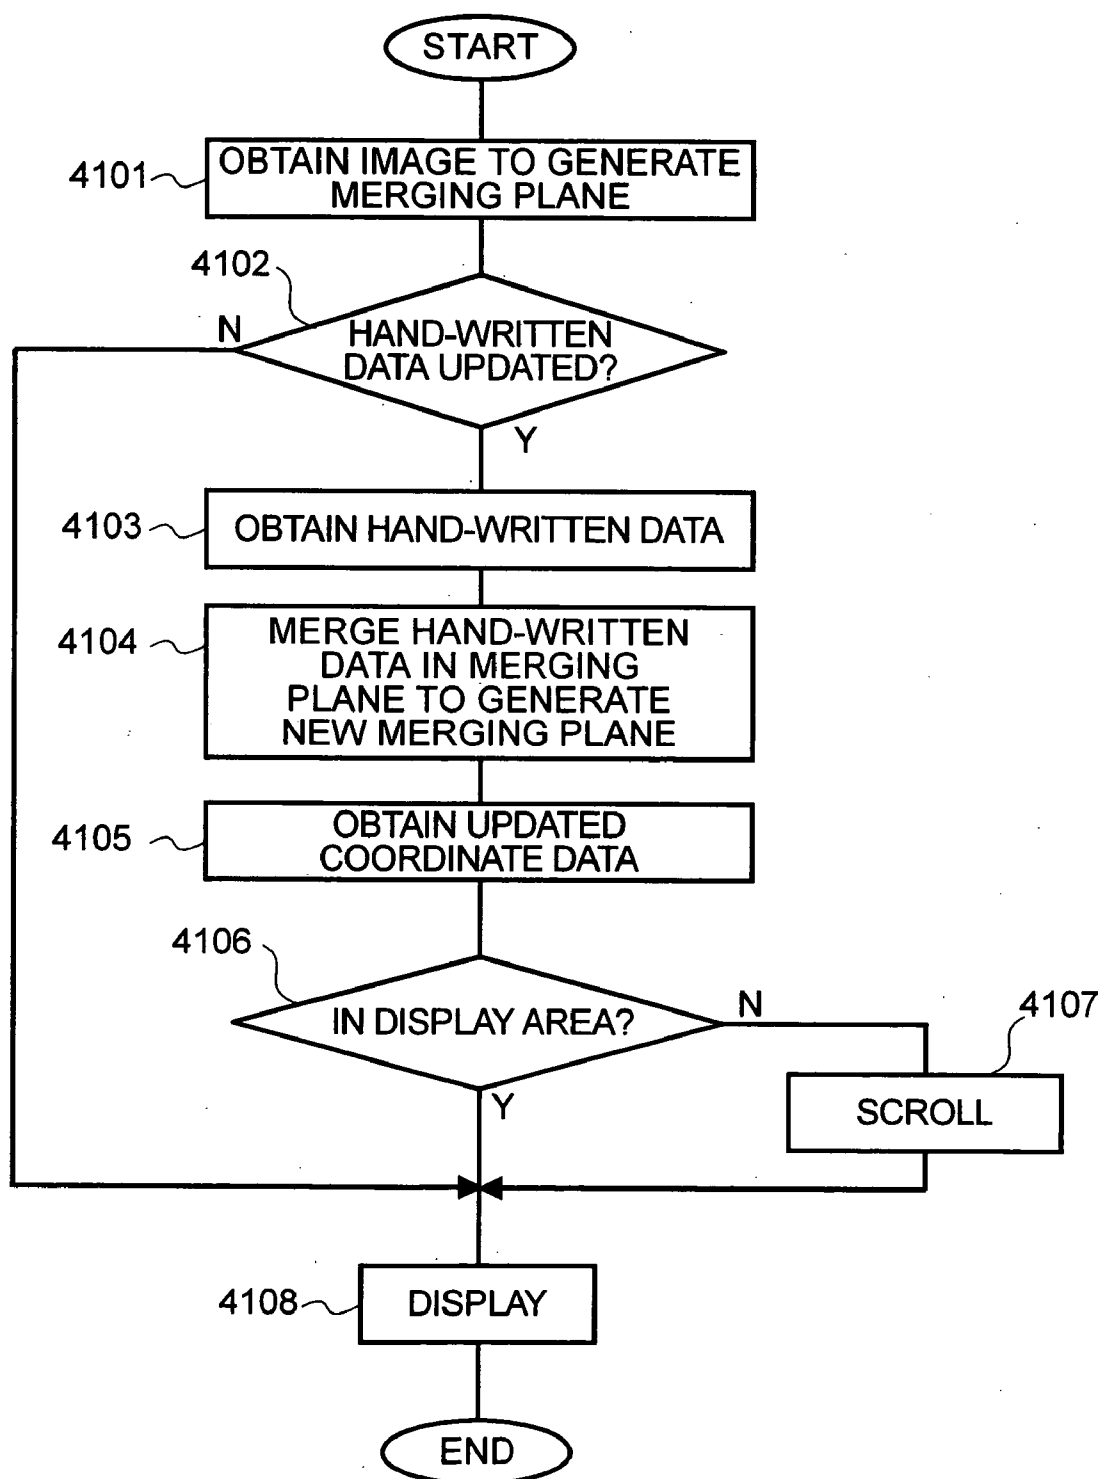 START
4101
OBTAIN IMAGE TO GENERATE
MERGING PLANE
4102
N
HAND-WRITTEN
DATA UPDATED?
Y
4103
OBTAIN HAND-WRITTEN DATA
4104
MERGE HAND-WRITTEN
DATA IN MERGING
PLANE TO GENERATE
NEW MERGING PLANE
4105
OBTAIN UPDATED
COORDINATE DATA
4106
IN DISPLAY AREA?
N
4107
SCROLL
Y
4108
DISPLAY
END